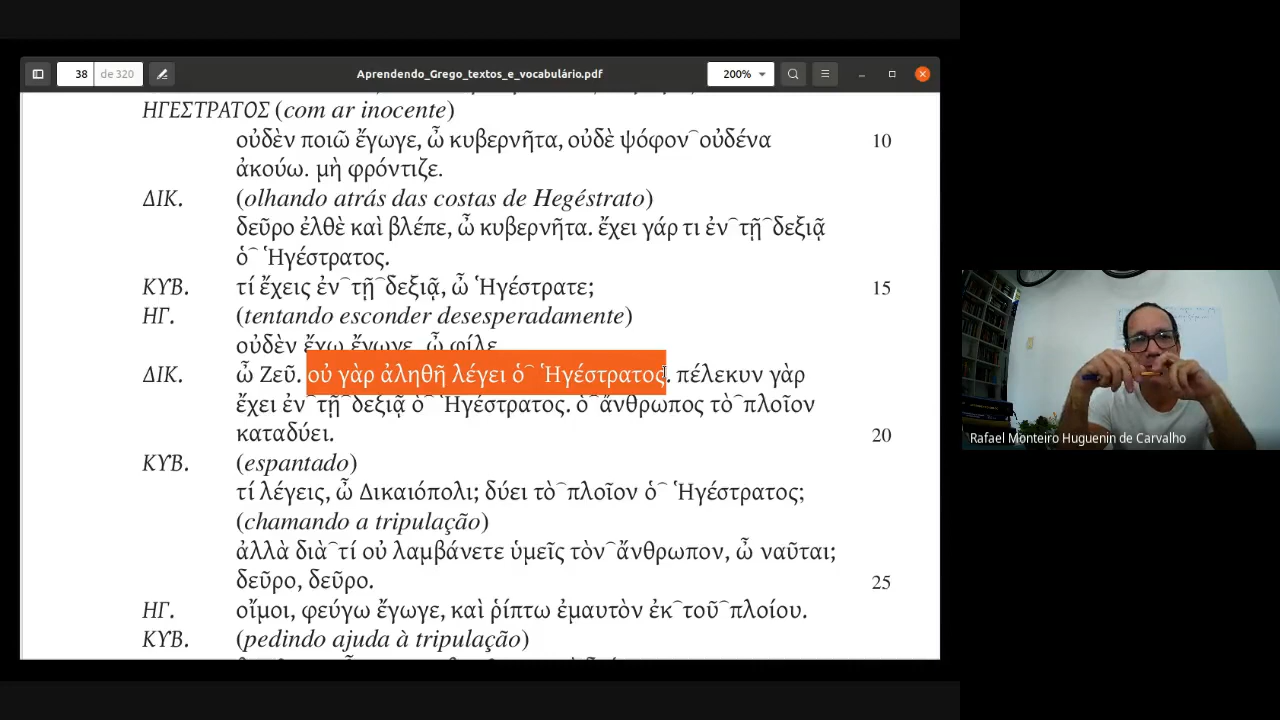 38
de 320
Aprendendo_Grego_textos_e_vocabulário.pdf
200%
ΗΓΕΣΤΡΑΤΟΣ (com ar inocente)
οὐδὲν ποιῶ ἔγωγε, ὦ κυβερνῆτα, οὐδὲ ψόφον⁀οὐδένα 10
ἀκούω. μὴ φρόντιζε.
ΔΙΚ. (olhando atrás das costas de Hegéstrato)
δεῦρο ἐλθὲ καὶ βλέπε, ὦ κυβερνῆτα. ἔχει γάρ τι ἐν⁀τῇ⁀δεξιᾷ
ὁ⁀ Ἡγέστρατος.
ΚΥΒ. τί ἔχεις ἐν⁀τῇ⁀δεξιᾷ, ὦ Ἡγέστρατε; 15
ΗΓ. (tentando esconder desesperadamente)
οὐδὲν ἔχω ἔγωγε, ὦ φίλε
ΔΙΚ. ὦ Ζεῦ. οὐ γὰρ ἀληθῆ λέγει ὁ⁀ Ἡγέστρατος. πέλεκυν γὰρ
ἔχει ἐν⁀τῇ⁀δεξιᾷ ὁ⁀ Ἡγέστρατος. ὁ⁀ἄνθρωπος τὸ⁀πλοῖον
καταδύει. 20
ΚΥΒ. (espantado)
τί λέγεις, ὦ Δικαιόπολι; δύει τὸ⁀πλοῖον ὁ⁀ Ἡγέστρατος;
(chamando a tripulação)
ἀλλὰ διὰ⁀τί οὐ λαμβάνετε ὑμεῖς τὸν⁀ἄνθρωπον, ὦ ναῦται;
δεῦρο, δεῦρο. 25
ΗΓ. οἴμοι, φεύγω ἔγωγε, καὶ ῥίπτω ἐμαυτὸν ἐκ⁀τοῦ⁀πλοίου.
ΚΥΒ. (pedindo ajuda à tripulação)
Rafael Monteiro Huguenin de Carvalho